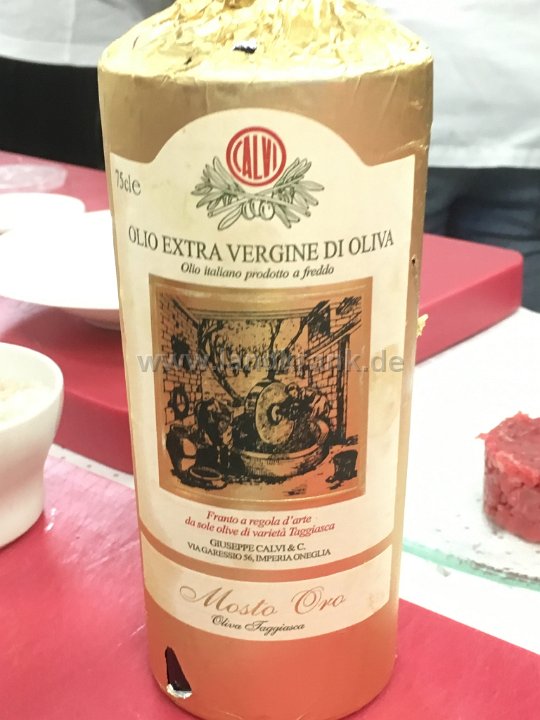 CALVI
75cl e
OLIO EXTRA VERGINE DI OLIVA
Olio italiano prodotto a freddo
Franto a regola d'arte
da sole olive di varietà Taggiasca
GIUSEPPE CALVI & C.
VIA GARESSIO 56, IMPERIA ONEGLIA
Mosto Oro
Oliva Taggiasca